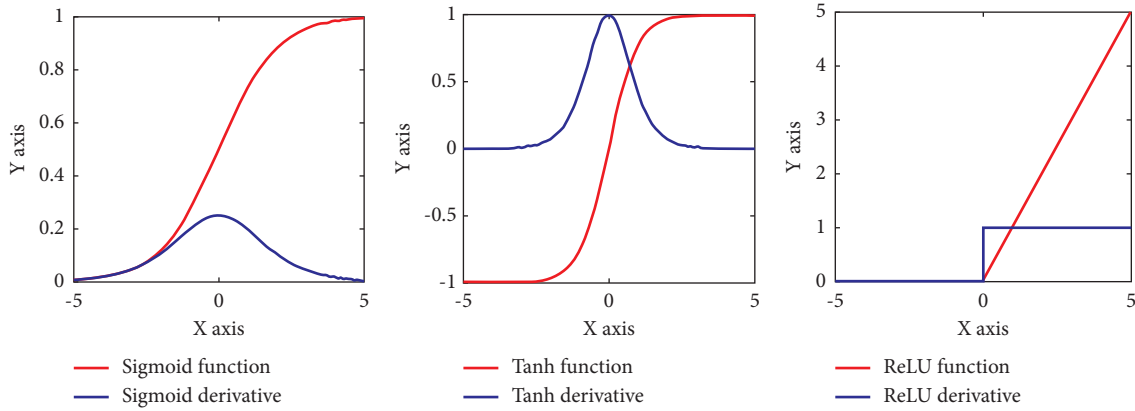 1
0.8
0.6
0.4
0.2
0
-5
0
5
Y axis
X axis
Sigmoid function
Sigmoid derivative
1
0.5
0
-0.5
-1
-5
0
5
Y axis
X axis
Tanh function
Tanh derivative
5
4
3
2
1
0
-5
0
5
Y axis
X axis
ReLU function
ReLU derivative